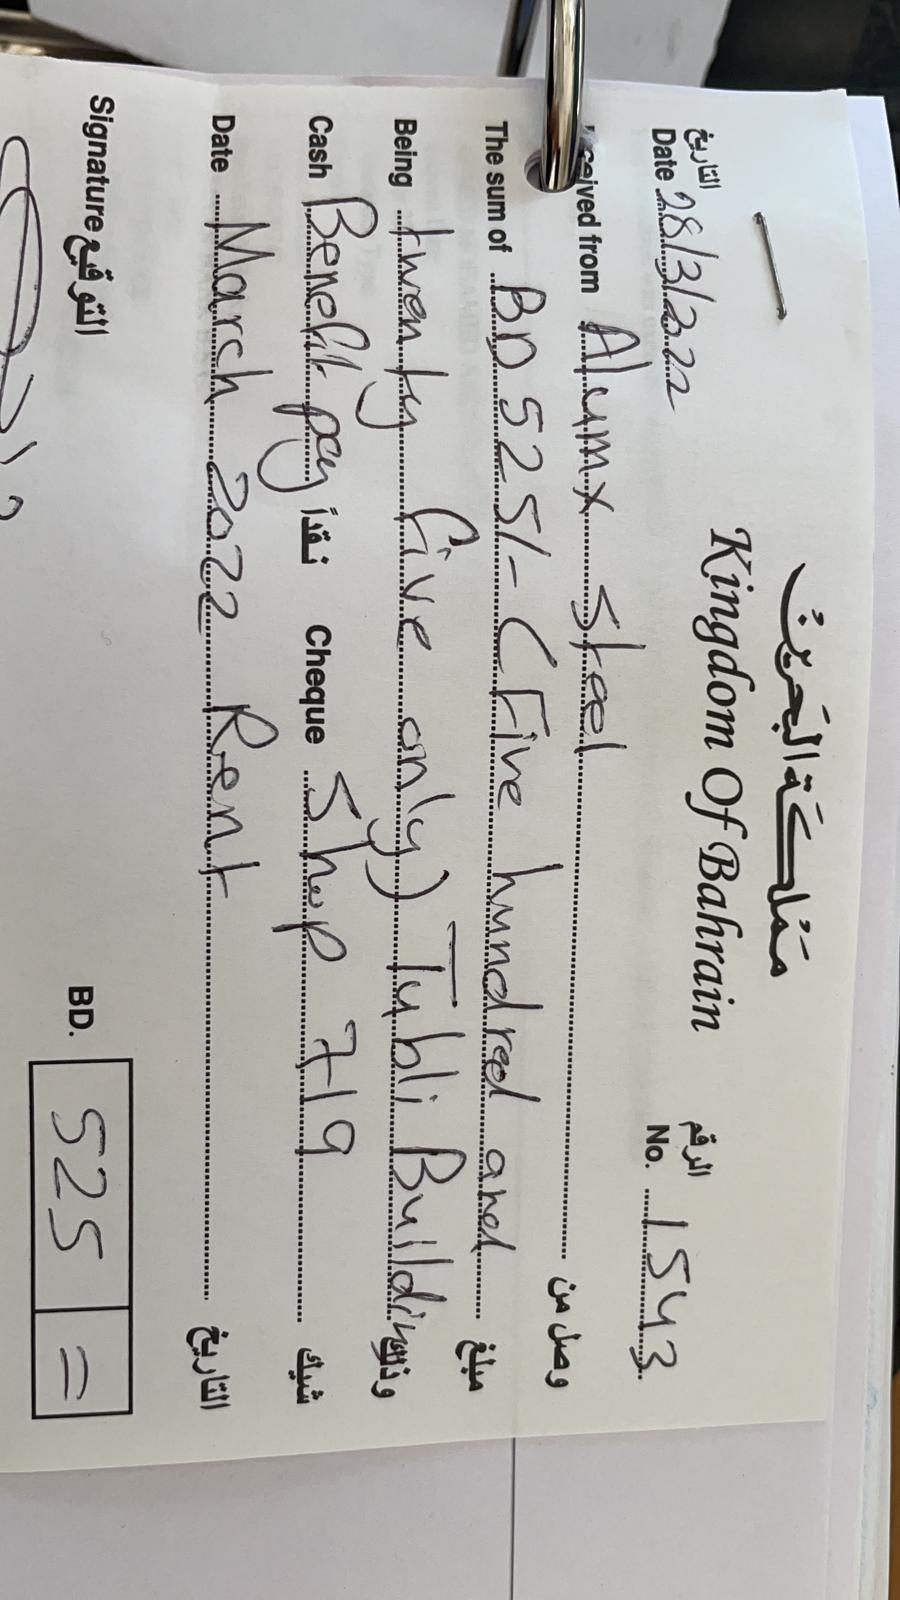 مملكة البحرين
Kingdom Of Bahrain
التاريخ
Date 28/3/2022
الرقم
No. 1543
ceived from Alumx Steel وصل من
The sum of BD 525/- (Five hundred and مبلغ
Being twenty five only) Tubli Building وذلك
Cash Benefit pay نقداً Cheque Shop 719 شيك
Date March 2022 Rent التاريخ
Signature التوقيع BD. 525 =